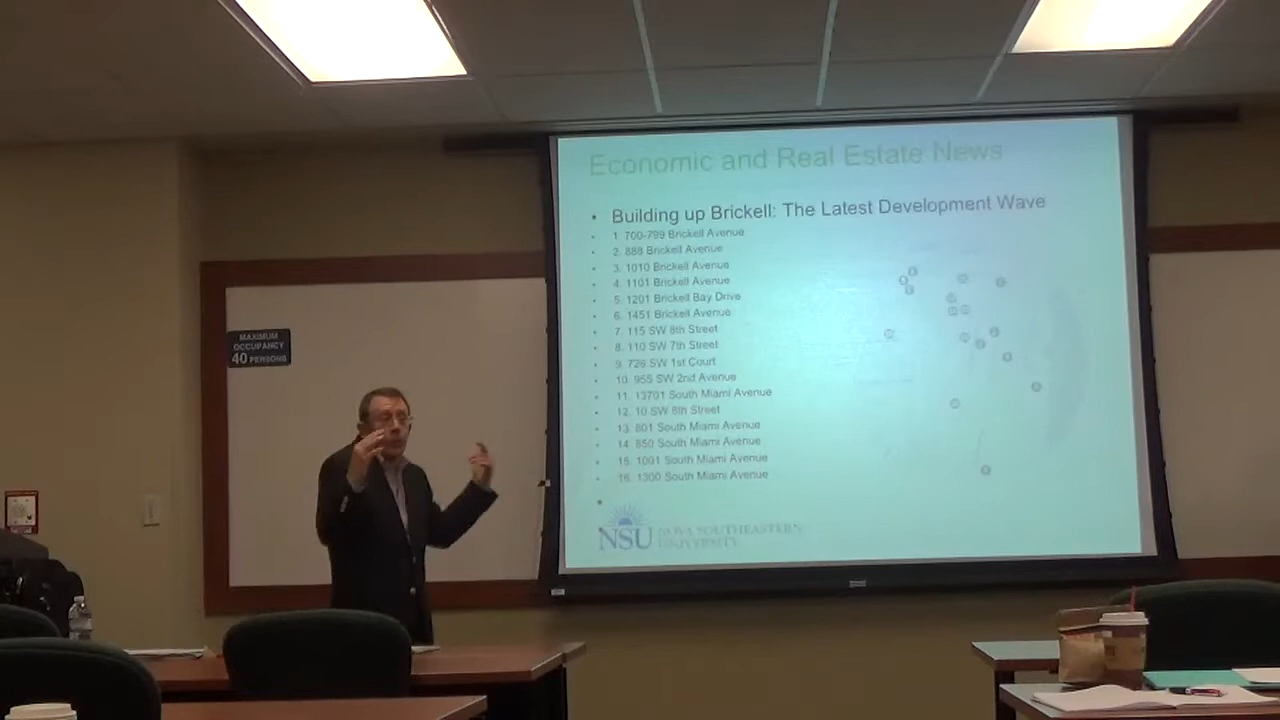 Economic and Real Estate News
• Building up Brickell: The Latest Development Wave
• 1. 700-799 Brickell Avenue
• 2. 888 Brickell Avenue
• 3. 1010 Brickell Avenue
• 4. 1101 Brickell Avenue
• 5. 1201 Brickell Bay Drive
• 6. 1451 Brickell Avenue
• 7. 115 SW 8th Street
• 8. 110 SW 7th Street
• 9. 726 SW 1st Court
• 10. 955 SW 2nd Avenue
• 11. 13701 South Miami Avenue
• 12. 10 SW 8th Street
• 13. 801 South Miami Avenue
• 14. 850 South Miami Avenue
• 15. 1001 South Miami Avenue
• 16. 1300 South Miami Avenue
•
NSU NOVA SOUTHEASTERN
UNIVERSITY
MAXIMUM
OCCUPANCY
40 PERSONS